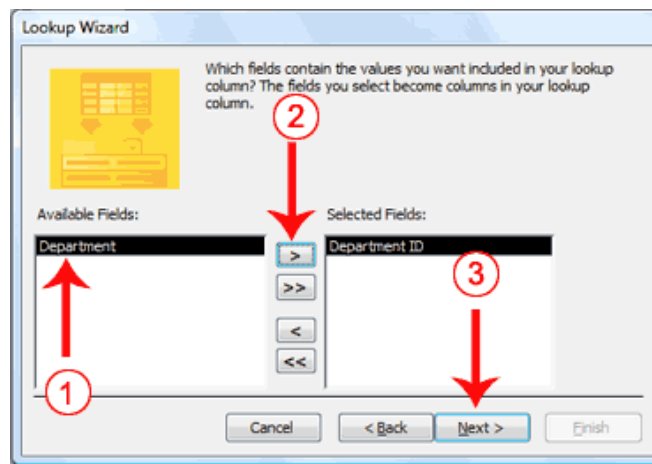 Lookup Wizard
Which fields contain the values you want included in your lookup
column? The fields you select become columns in your lookup
column.
2
Available Fields:
Selected Fields:
Department
>
Department ID
>>
3
<
<<
1
Cancel
< Back
Next >
Finish